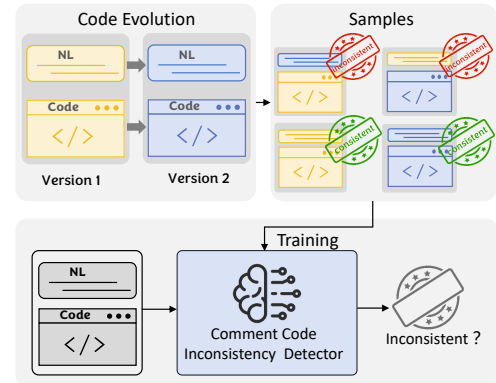 Code Evolution
NL
NL
Code
Code
</>
</>
Version 1
Version 2
Samples
Inconsistent
Inconsistent
</>
</>
Consistent
Consistent
</>
</>
Training
NL
Code
</>
Comment Code
Inconsistency Detector
Inconsistent ?